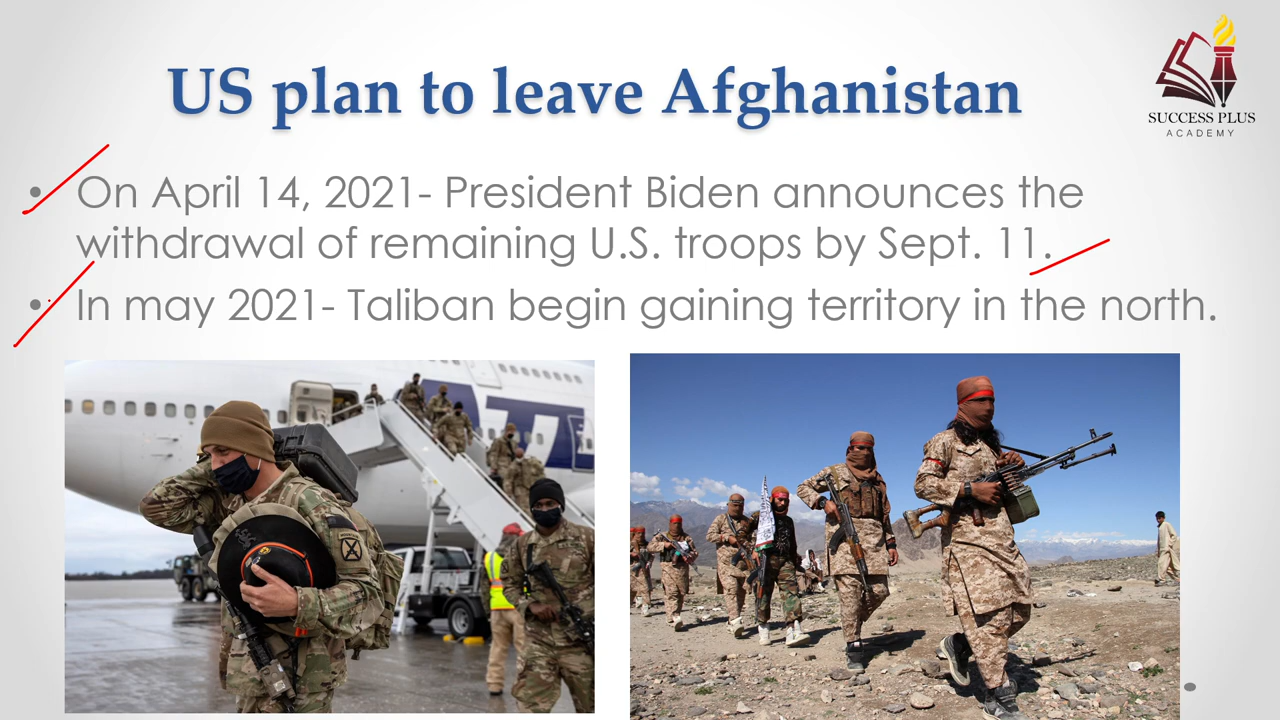 US plan to leave Afghanistan
SUCCESS PLUS
ACADEMY
• On April 14, 2021- President Biden announces the
withdrawal of remaining U.S. troops by Sept. 11.
• In may 2021- Taliban begin gaining territory in the north.